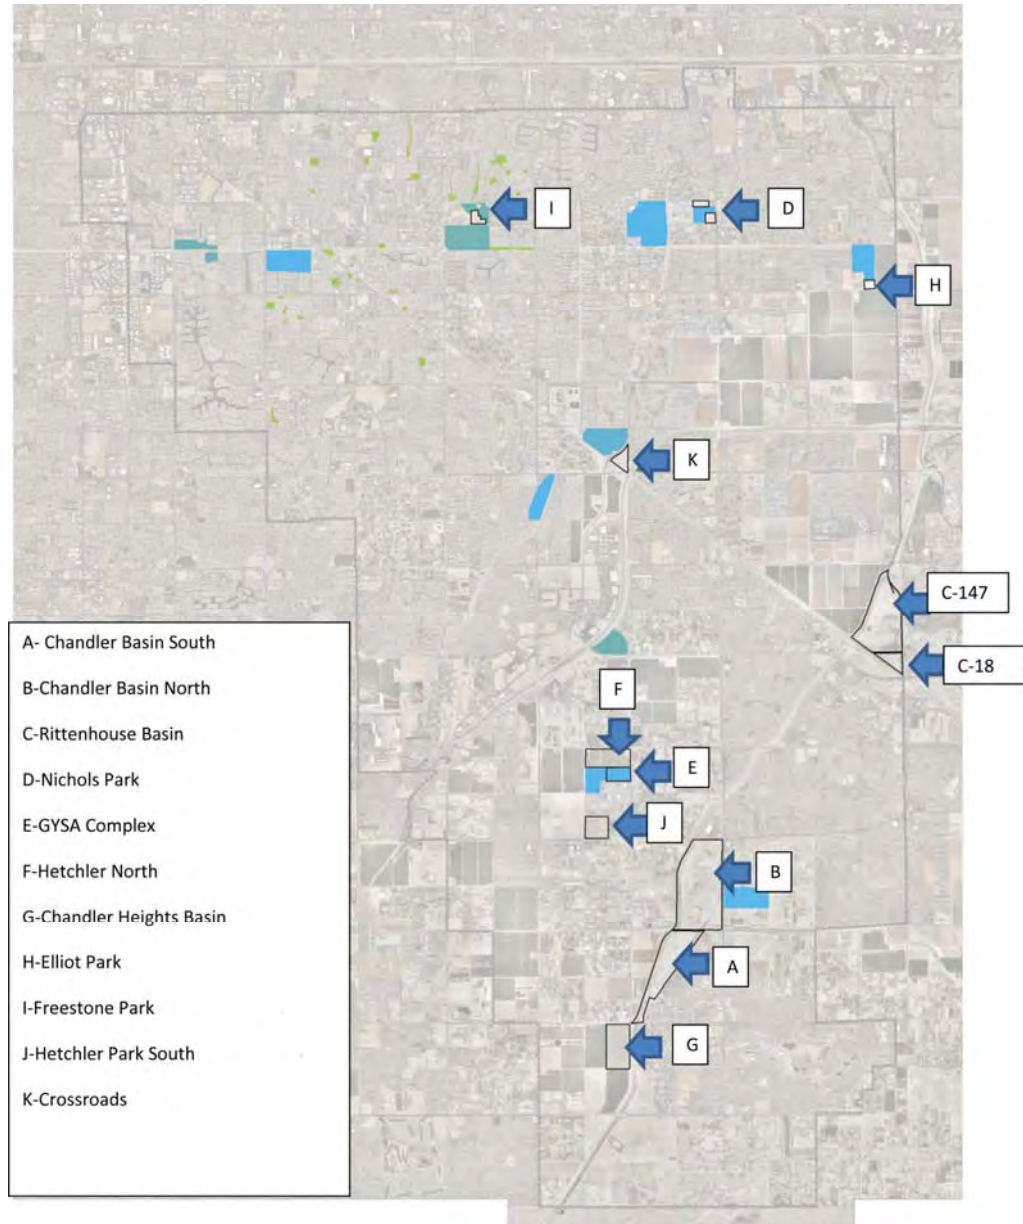 I
D
H
K
C-147
C-18
A- Chandler Basin South
B-Chandler Basin North
C-Rittenhouse Basin
D-Nichols Park
E-GYSA Complex
F-Hetchler North
G-Chandler Heights Basin
H-Elliot Park
I-Freestone Park
J-Hetchler Park South
K-Crossroads
F
E
J
B
A
G